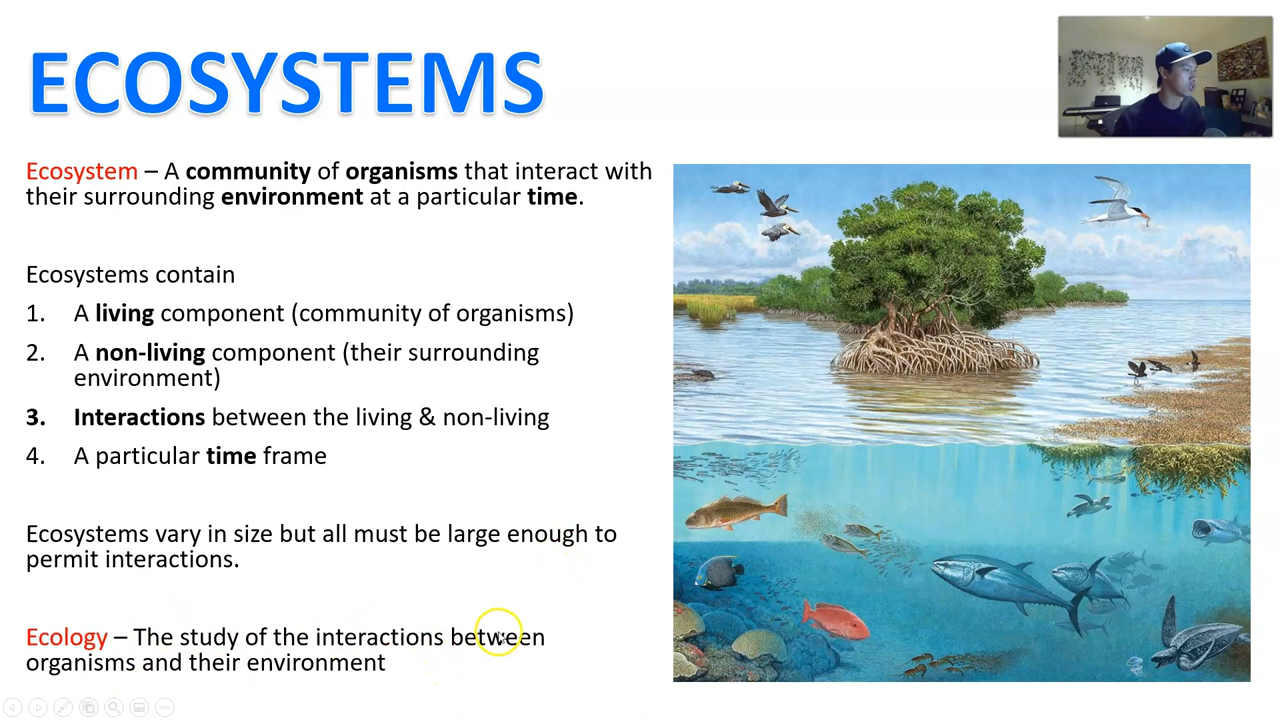 ECOSYSTEMS
Ecosystem – A community of organisms that interact with
their surrounding environment at a particular time.
Ecosystems contain
1. A living component (community of organisms)
2. A non-living component (their surrounding
environment)
3. Interactions between the living & non-living
4. A particular time frame
Ecosystems vary in size but all must be large enough to
permit interactions.
Ecology – The study of the interactions between
organisms and their environment